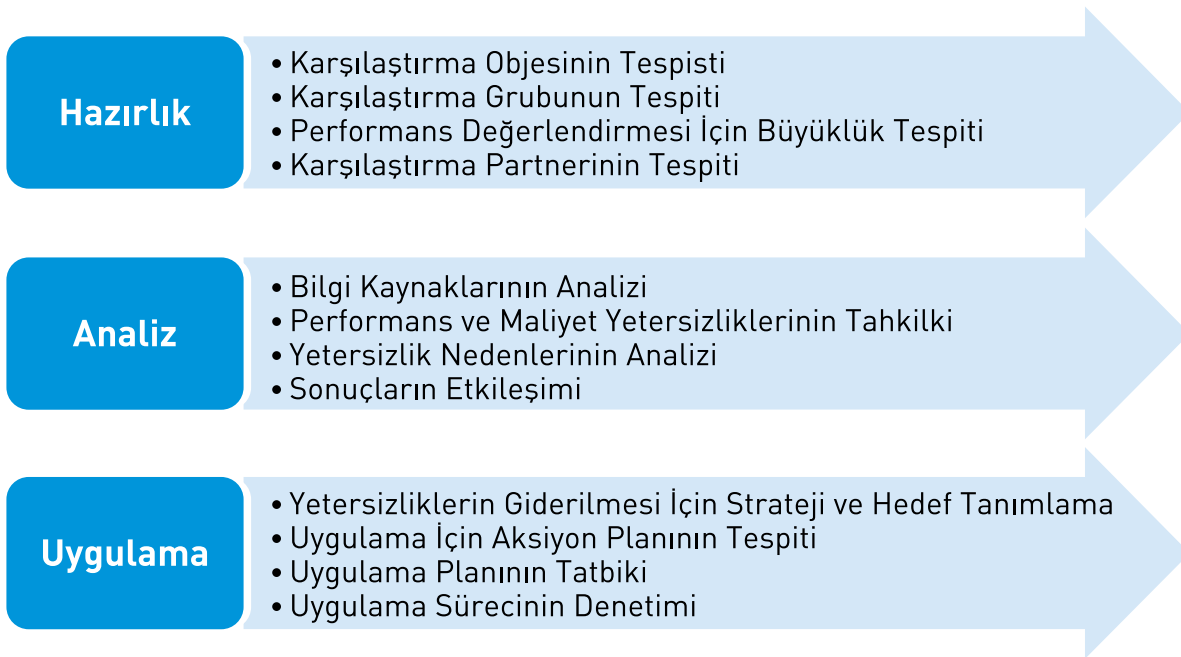 Hazırlık
• Karşılaştırma Objesinin Tespisti
• Karşılaştırma Grubunun Tespiti
• Performans Değerlendirmesi İçin Büyüklük Tespiti
• Karşılaştırma Partnerinin Tespiti
Analiz
• Bilgi Kaynaklarının Analizi
• Performans ve Maliyet Yetersizliklerinin Tahkilki
• Yetersizlik Nedenlerinin Analizi
• Sonuçların Etkileşimi
Uygulama
• Yetersizliklerin Giderilmesi İçin Strateji ve Hedef Tanımlama
• Uygulama İçin Aksiyon Planının Tespiti
• Uygulama Planının Tatbiki
• Uygulama Sürecinin Denetimi